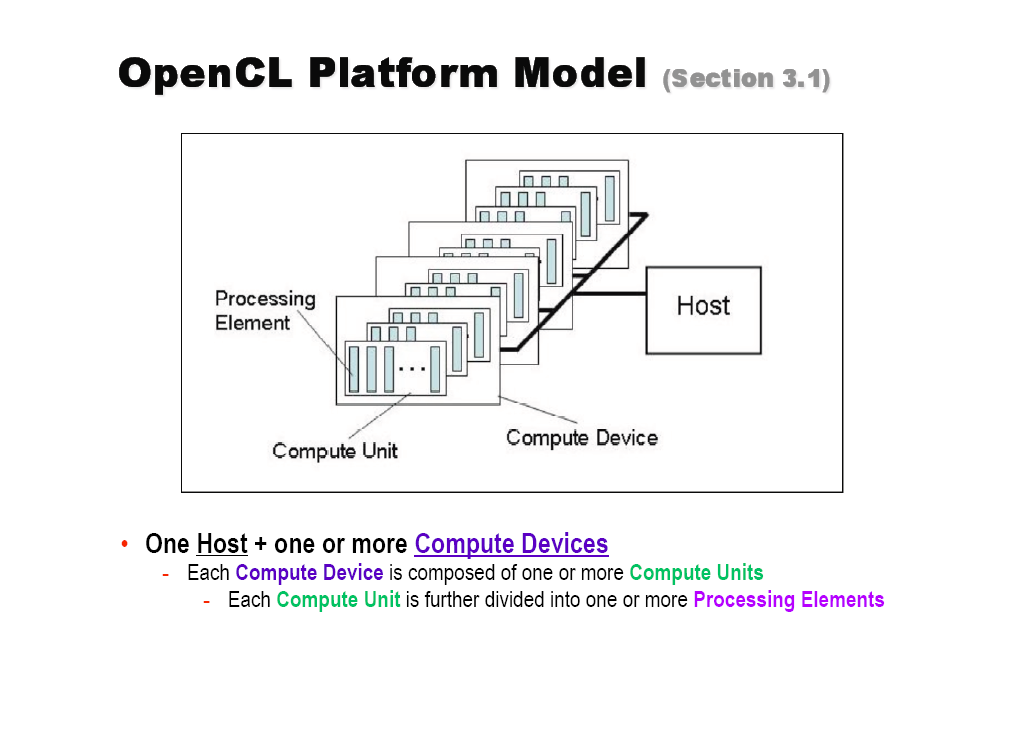 OpenCL Platform Model (Section 3.1)
Processing
Element
Host
...
Compute Device
Compute Unit
• One Host + one or more Compute Devices
- Each Compute Device is composed of one or more Compute Units
- Each Compute Unit is further divided into one or more Processing Elements